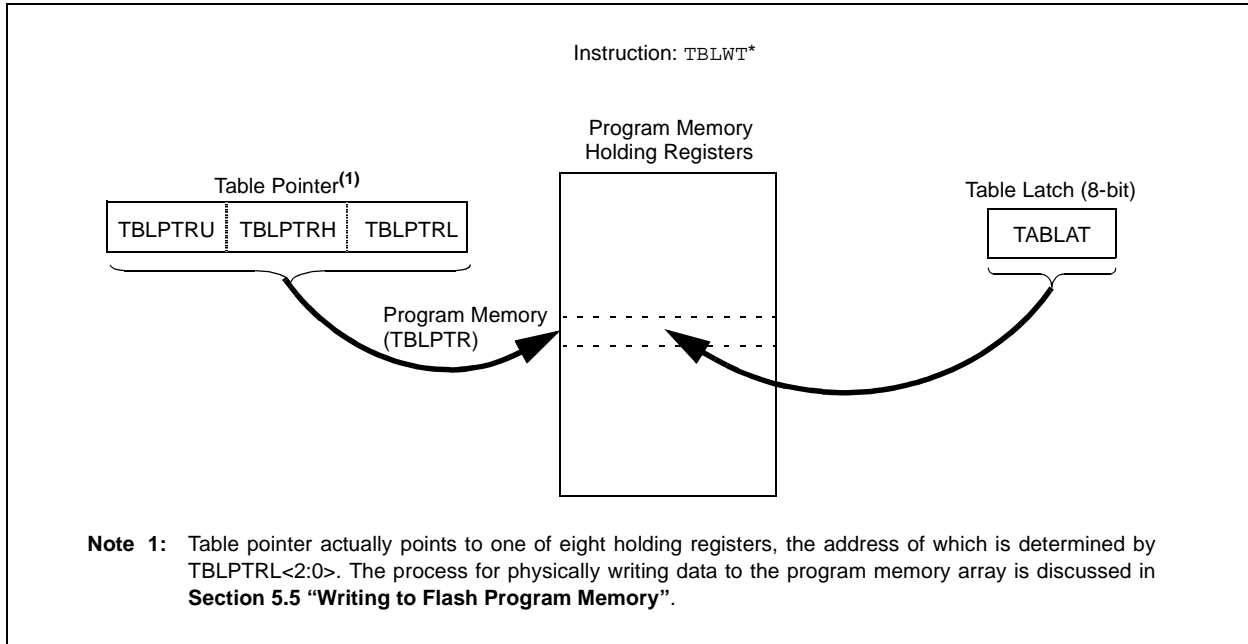 Instruction: TBLWT*
Program Memory
Holding Registers
Table Pointer(1)
Table Latch (8-bit)
TBLPTRU TBLPTRH TBLPTRL
TABLAT
Program Memory
(TBLPTR)
Note 1: Table pointer actually points to one of eight holding registers, the address of which is determined by
TBLPTRL<2:0>. The process for physically writing data to the program memory array is discussed in
Section 5.5 “Writing to Flash Program Memory”.